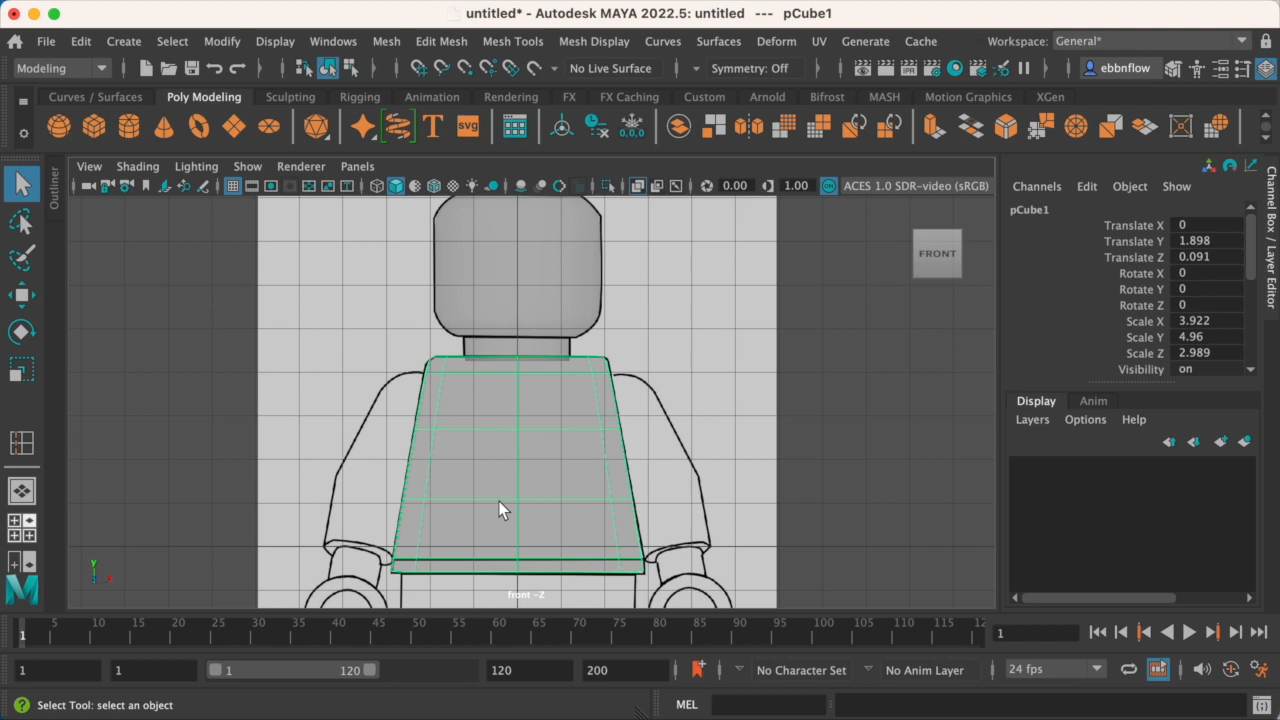 untitled* - Autodesk MAYA 2022.5: untitled --- pCube1
File Edit Create Select Modify Display Windows Mesh Edit Mesh Mesh Tools Mesh Display Curves Surfaces Deform UV Generate Cache Workspace: General*
Modeling No Live Surface Symmetry: Off IPR ebbnflow
Curves / Surfaces Poly Modeling Sculpting Rigging Animation Rendering FX FX Caching Custom Arnold Bifrost MASH Motion Graphics XGen
T svg 0,0,0
View Shading Lighting Show Renderer Panels
0.00 1.00 ON ACES 1.0 SDR-video (sRGB)
Outliner
FRONT
y
x
front -Z
Channels Edit Object Show
pCube1
Translate X 0
Translate Y 1.898
Translate Z 0.091
Rotate X 0
Rotate Y 0
Rotate Z 0
Scale X 3.922
Scale Y 4.96
Scale Z 2.989
Visibility on
Display Anim
Layers Options Help
Channel Box / Layer Editor
M
1 5 10 15 20 25 30 35 40 45 50 55 60 65 70 75 80 85 90 95 100 105 110 115 12
1
1 1 1 120 120 200 No Character Set No Anim Layer 24 fps
? Select Tool: select an object MEL